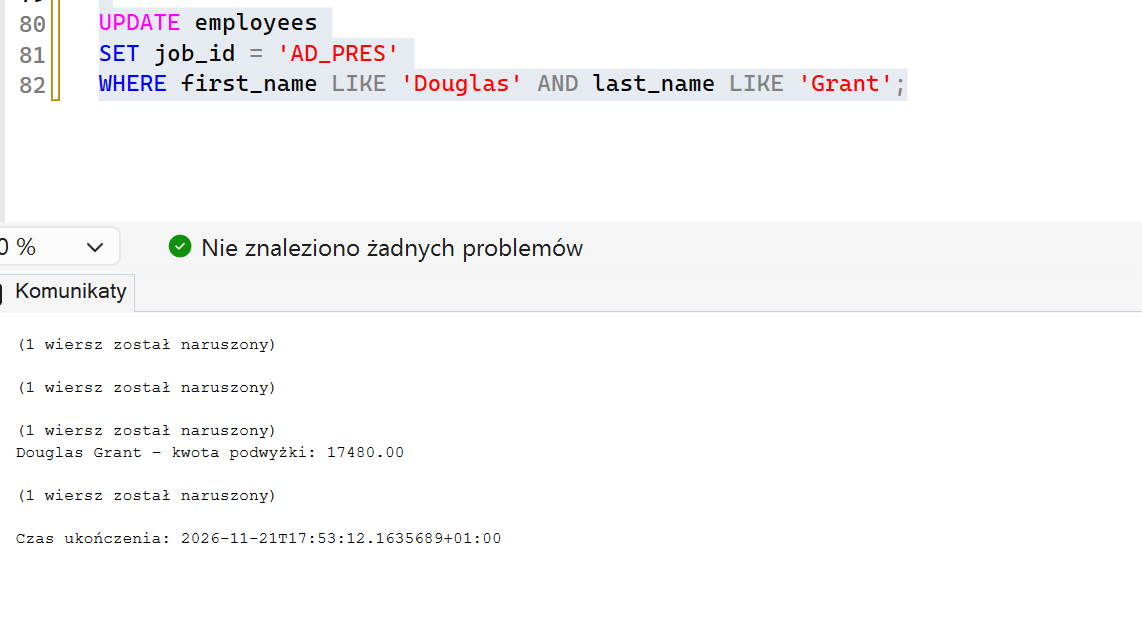 80 UPDATE employees
81 SET job_id = 'AD_PRES'
82 WHERE first_name LIKE 'Douglas' AND last_name LIKE 'Grant';
0 %
Nie znaleziono żadnych problemów
Komunikaty
(1 wiersz został naruszony)
(1 wiersz został naruszony)
(1 wiersz został naruszony)
Douglas Grant - kwota podwyżki: 17480.00
(1 wiersz został naruszony)
Czas ukończenia: 2026-11-21T17:53:12.1635689+01:00